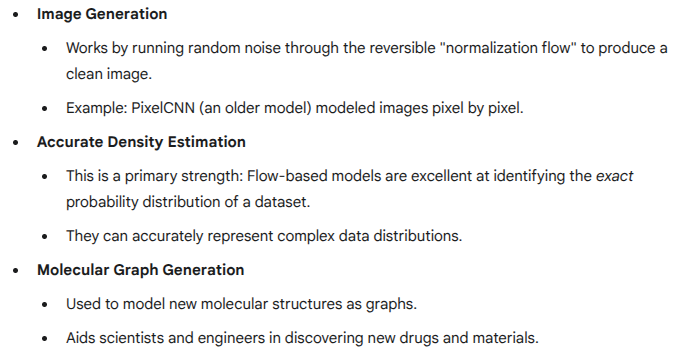 • Image Generation
• Works by running random noise through the reversible "normalization flow" to produce a
clean image.
• Example: PixelCNN (an older model) modeled images pixel by pixel.
• Accurate Density Estimation
• This is a primary strength: Flow-based models are excellent at identifying the exact
probability distribution of a dataset.
• They can accurately represent complex data distributions.
• Molecular Graph Generation
• Used to model new molecular structures as graphs.
• Aids scientists and engineers in discovering new drugs and materials.